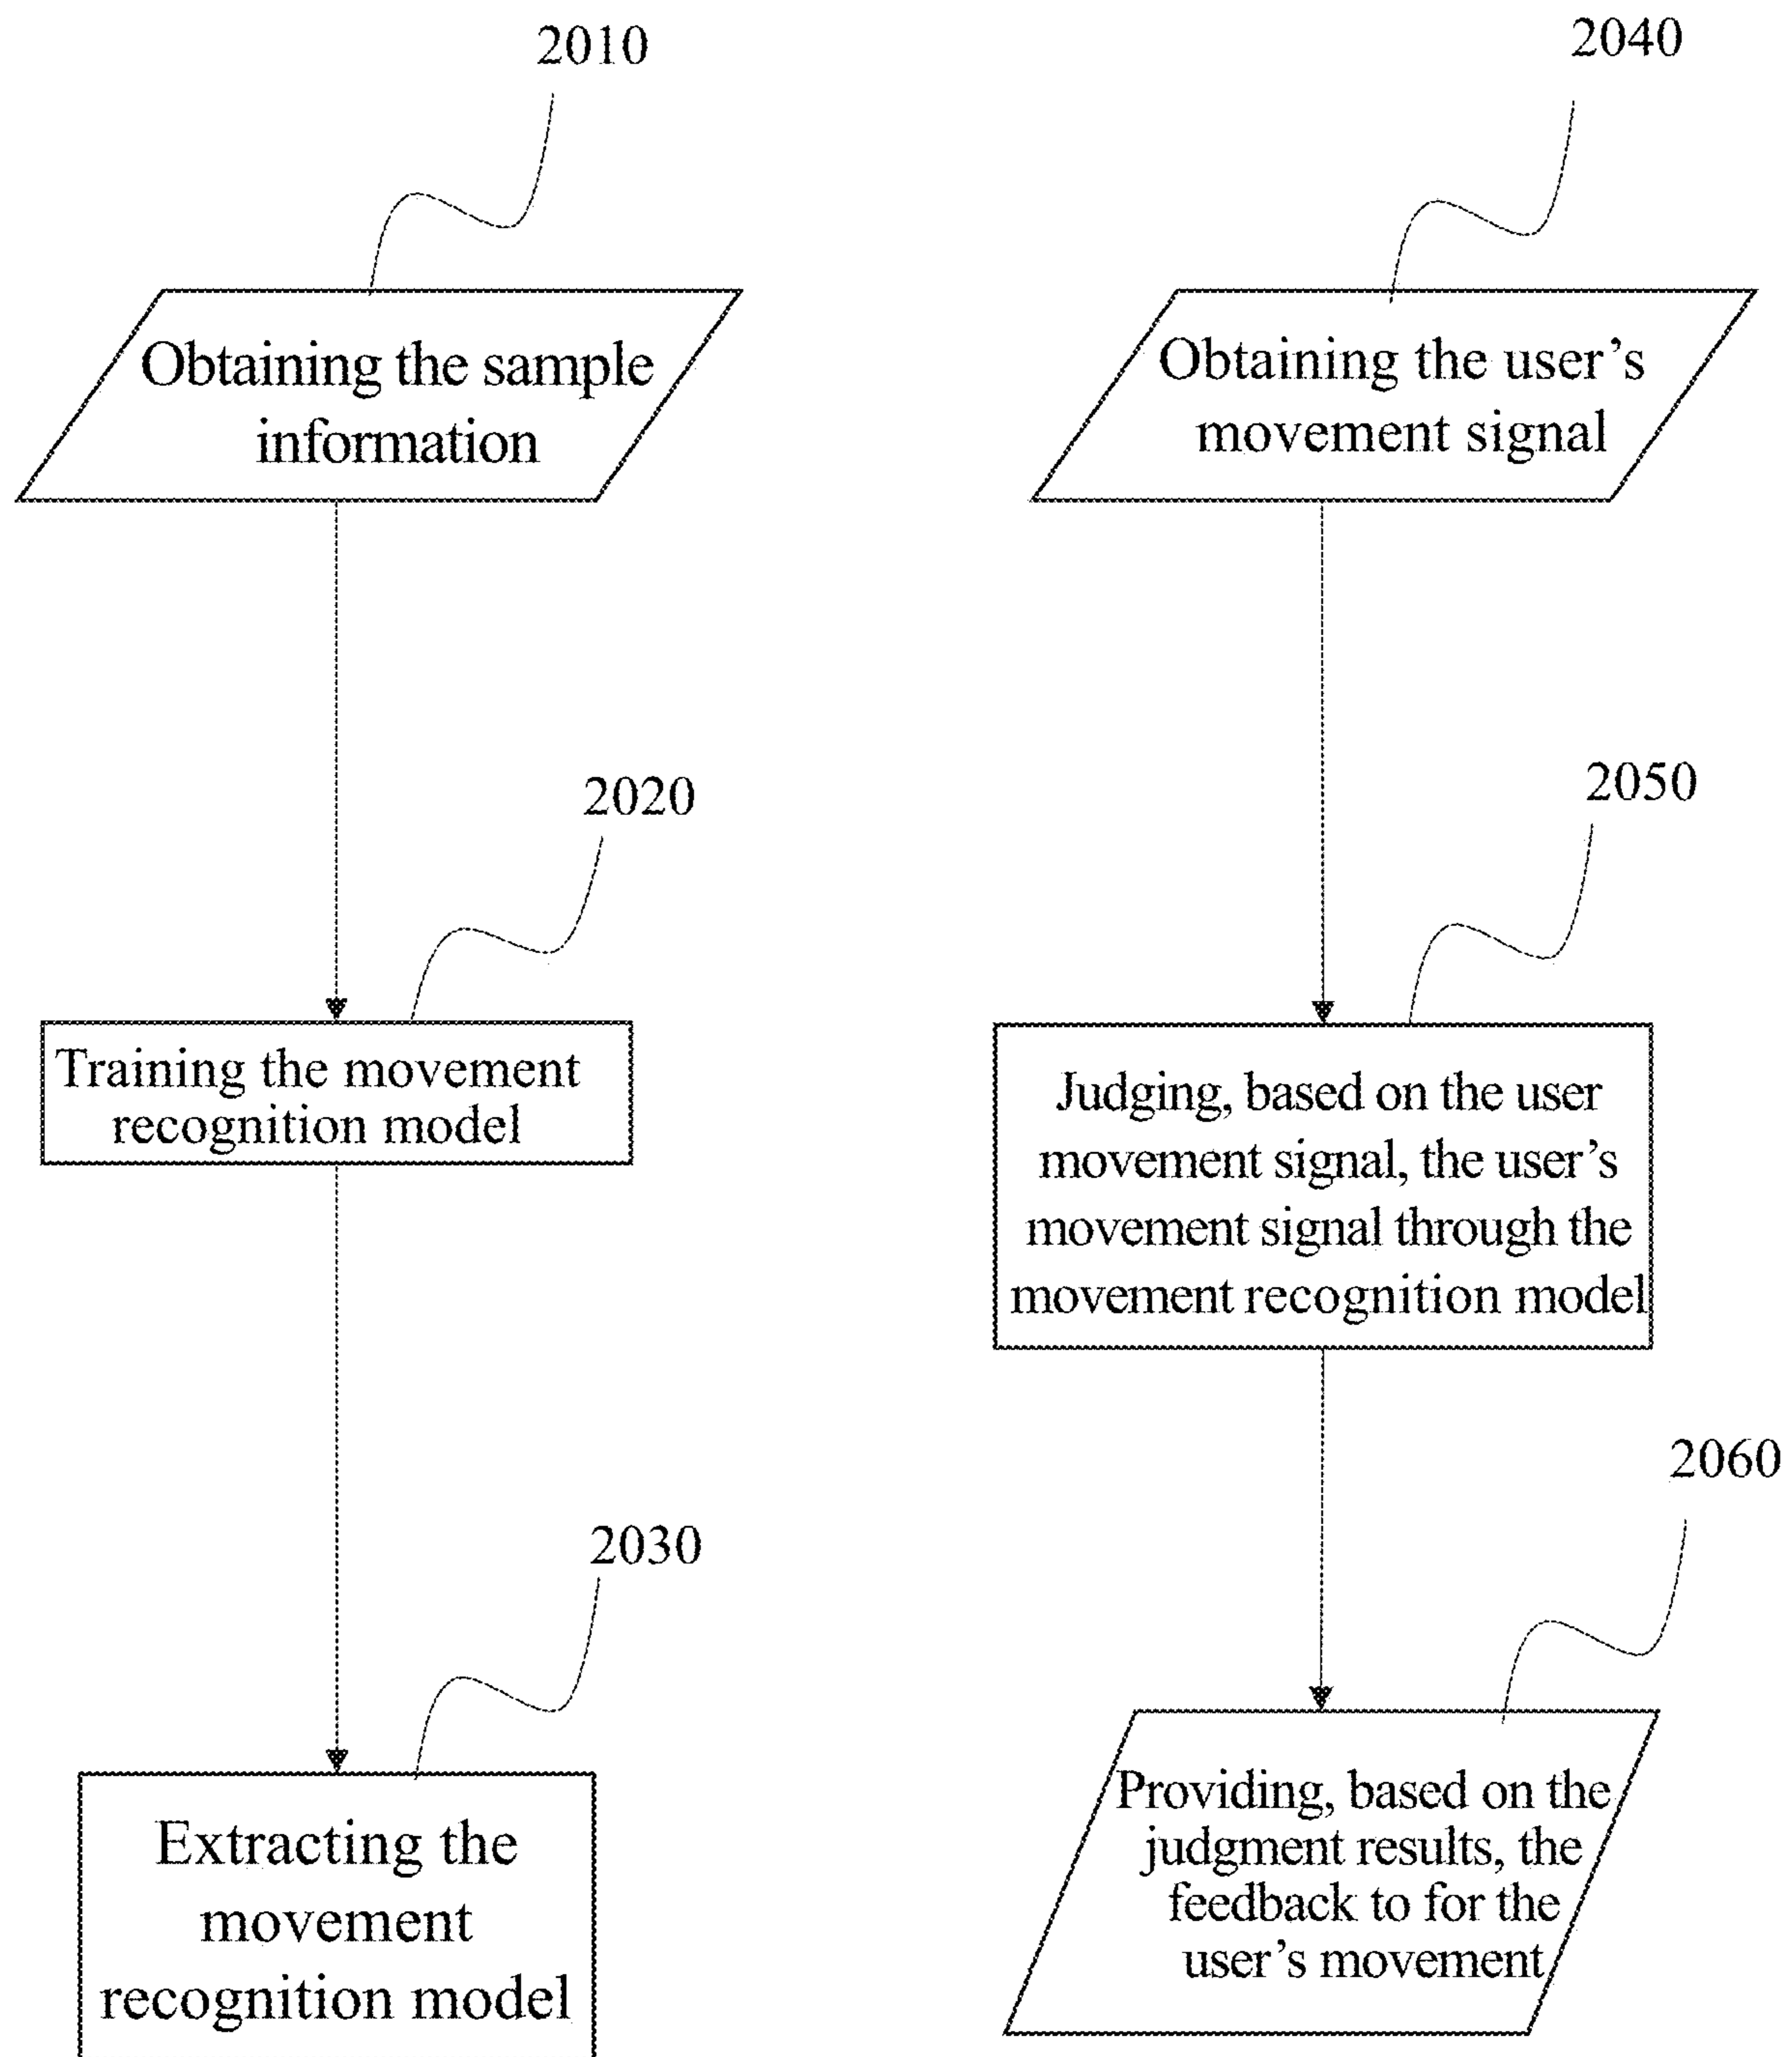 2010
Obtaining the sample
information
2020
Training the movement
recognition model
2030
Extracting the
movement
recognition model
2040
Obtaining the user’s
movement signal
2050
Judging, based on the user
movement signal, the user’s
movement signal through the
movement recognition model
2060
Providing, based on the
judgment results, the
feedback to for the
user’s movement